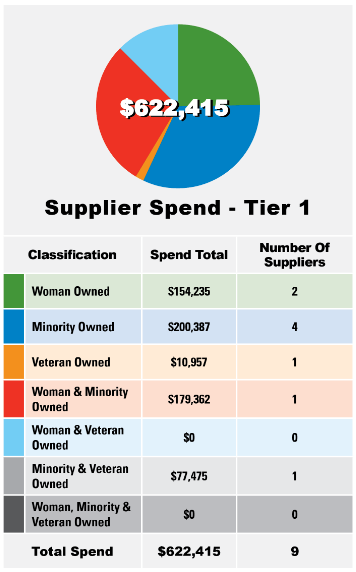 $622,415
Supplier Spend - Tier 1
Classification Spend Total Number Of
Suppliers
Woman Owned $154,235 2
Minority Owned $200,387 4
Veteran Owned $10,957 1
Woman & Minority
Owned $179,362 1
Woman & Veteran
Owned $0 0
Minority & Veteran
Owned $77,475 1
Woman, Minority &
Veteran Owned $0 0
Total Spend $622,415 9